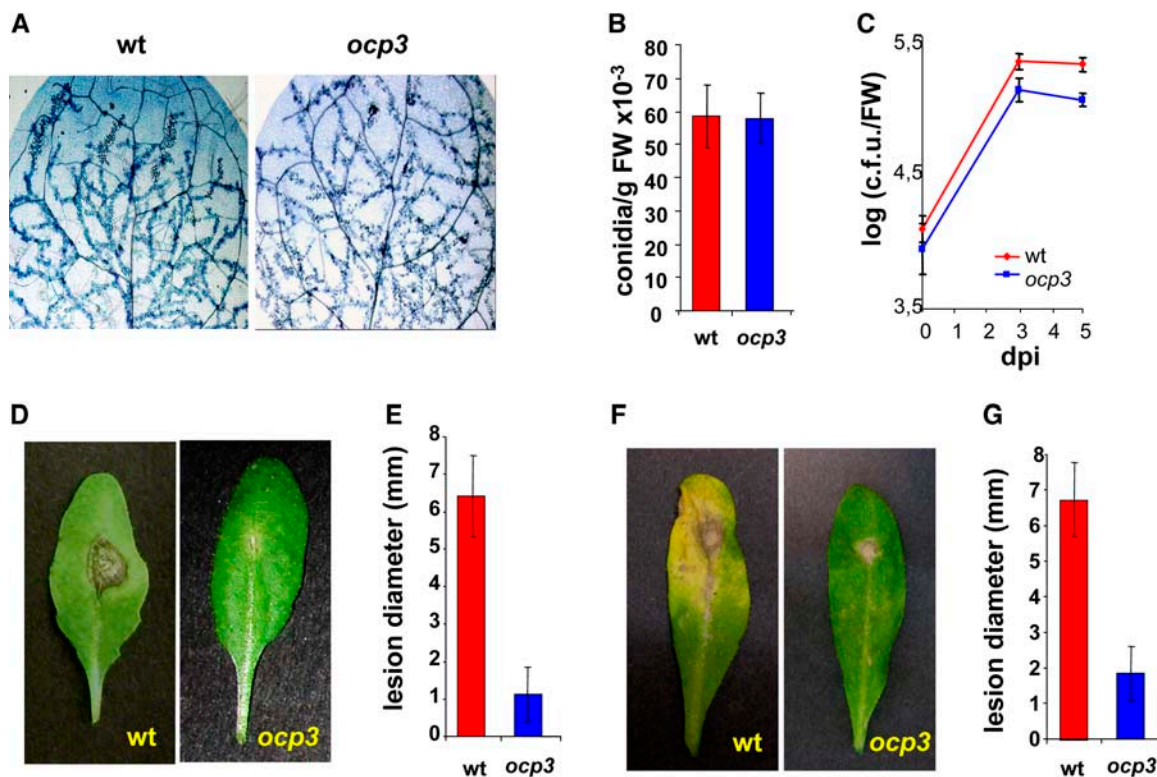 A
wt
ocp3
B
conidia/g FW x10-3
80
70
60
50
40
30
20
10
0
wt
ocp3
C
log (c.f.u./FW)
5,5
4,5
3,5
wt
ocp3
0 1 2 3 4 5
dpi
D
wt
ocp3
E
lesion diameter (mm)
8
7
6
5
4
3
2
1
0
wt
ocp3
F
wt
ocp3
G
lesion diameter (mm)
8
7
6
5
4
3
2
1
0
wt
ocp3